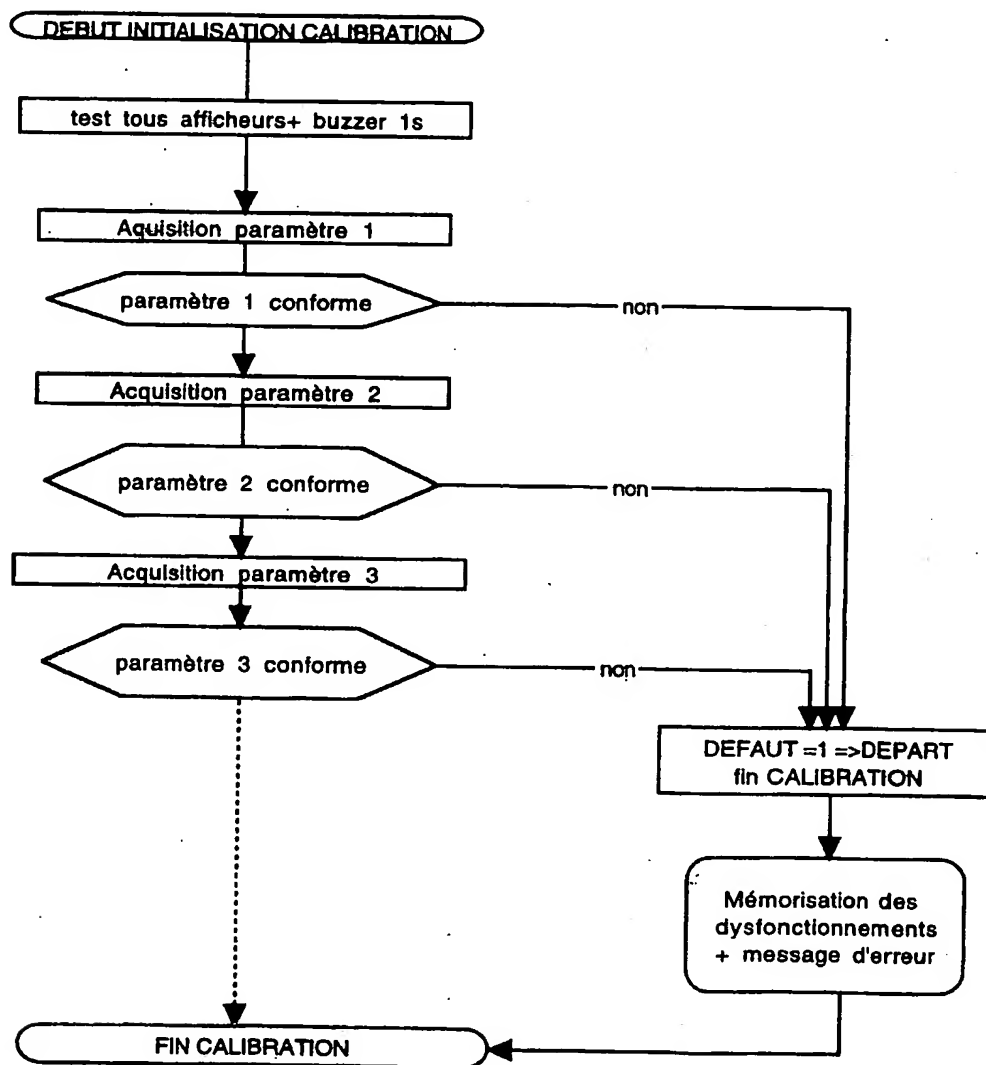 DEBUT INITIALISATION CALIBRATION
test tous afficheurs+ buzzer 1s
Aquisition paramètre 1
paramètre 1 conforme
non
Acquisition paramètre 2
paramètre 2 conforme
non
Acquisition paramètre 3
paramètre 3 conforme
non
DEFAUT =1 =>DEPART
fin CALIBRATION
Mémorisation des
dysfonctionnements
+ message d'erreur
FIN CALIBRATION